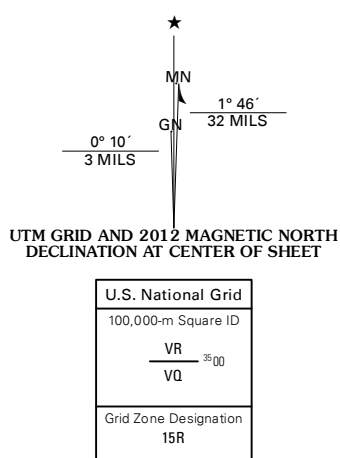 ★
MN
1° 46´
32 MILS
GN
0° 10´
3 MILS
UTM GRID AND 2012 MAGNETIC NORTH
DECLINATION AT CENTER OF SHEET
U.S. National Grid
100,000-m Square ID
VR
3500
VQ
Grid Zone Designation
15R